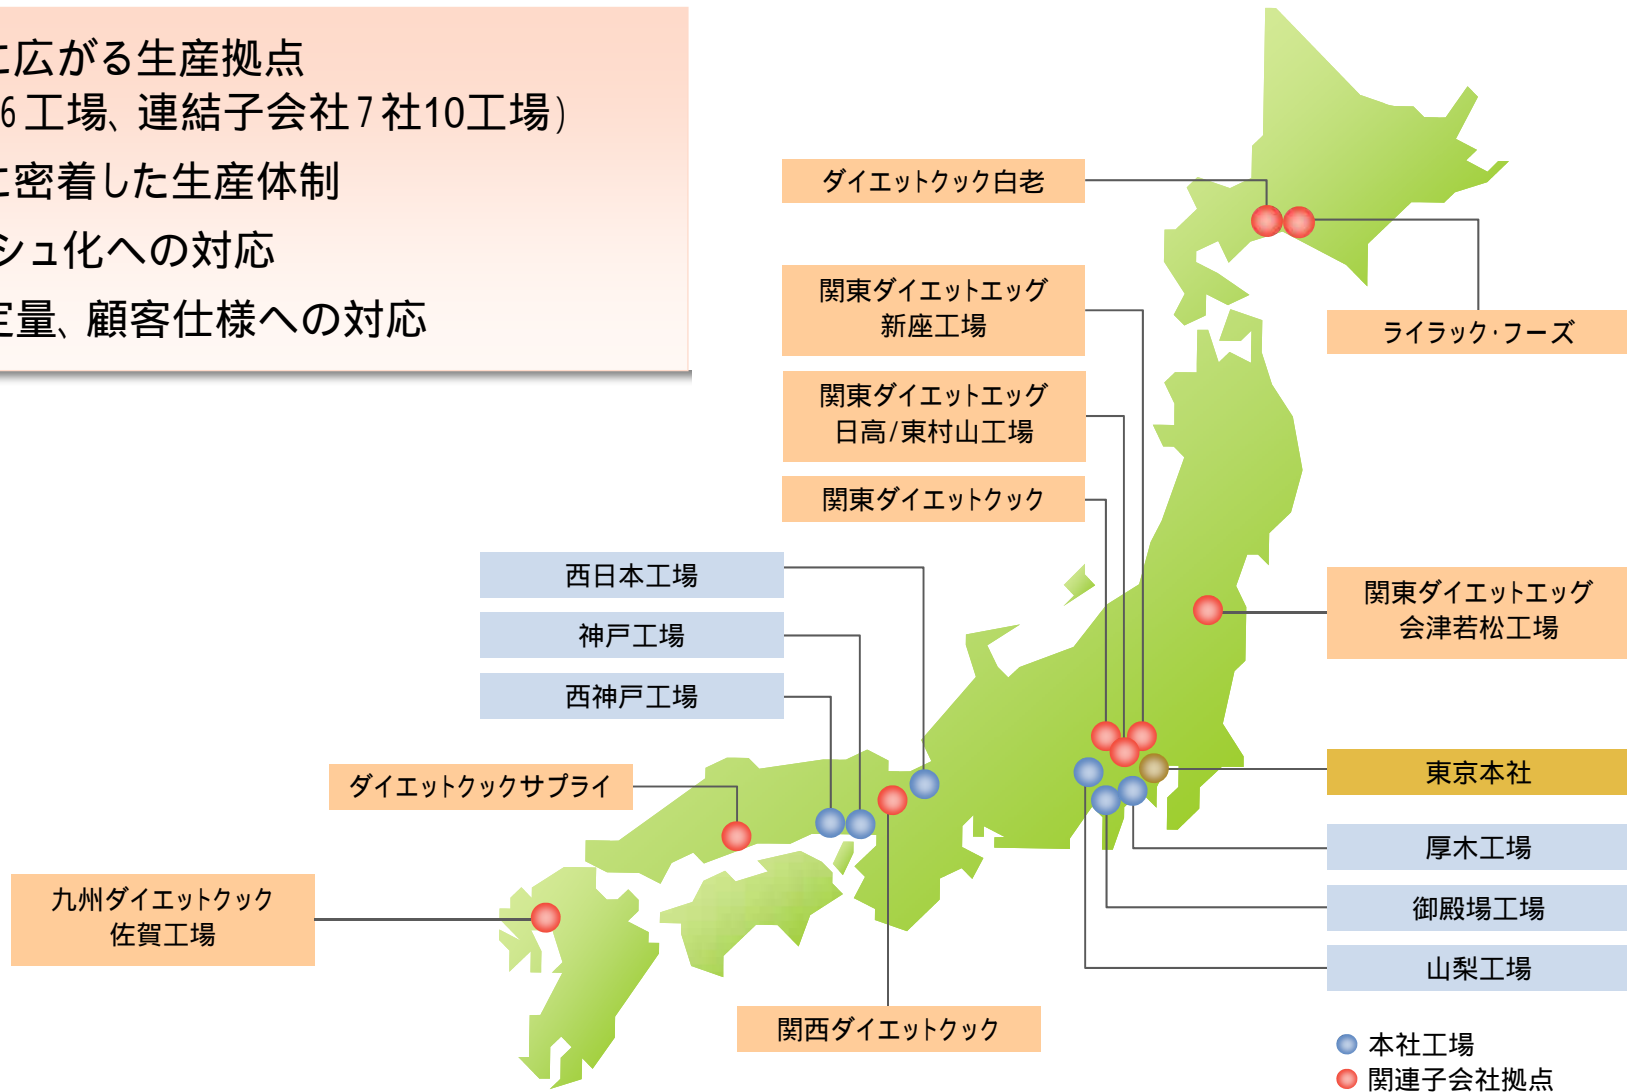 に広がる生産拠点
6工場、連結子会社7社10工場)
に密着した生産体制
シュ化への対応
定量、顧客仕様への対応
ダイエットクック白老
関東ダイエットエッグ
新座工場
ライラック・フーズ
関東ダイエットエッグ
日高/東村山工場
関東ダイエットクック
西日本工場
神戸工場
西神戸工場
関東ダイエットエッグ
会津若松工場
ダイエットクックサプライ
東京本社
厚木工場
九州ダイエットクック
佐賀工場
御殿場工場
山梨工場
関西ダイエットクック
本社工場
関連子会社拠点